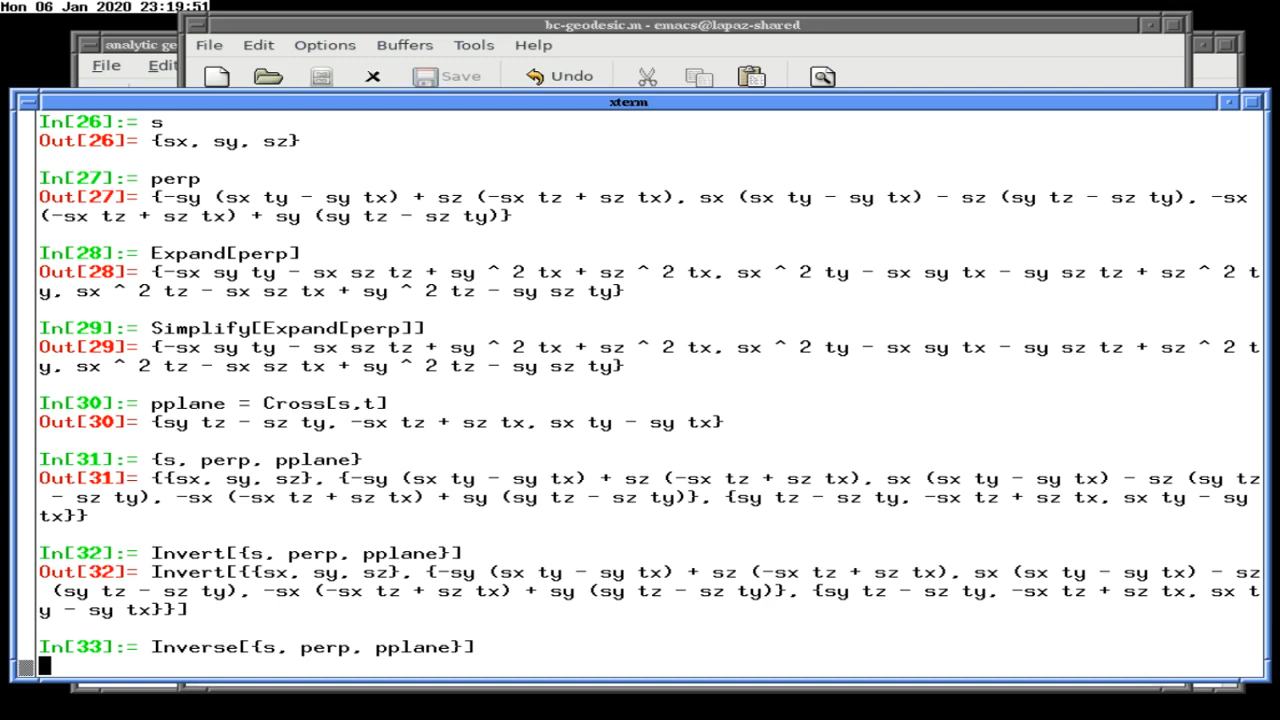 Mon 06 Jan 2020 23:19:51
bc-geodesic.m - emacs@lapaz-shared
analytic ge
File Edit Options Buffers Tools Help
File Edit
Save Undo
xterm
In[26]:= s
Out[26]= {sx, sy, sz}
In[27]:= perp
Out[27]= {-sy (sx ty - sy tx) + sz (-sx tz + sz tx), sx (sx ty - sy tx) - sz (sy tz - sz ty), -sx
(-sx tz + sz tx) + sy (sy tz - sz ty)}
In[28]:= Expand[perp]
Out[28]= {-sx sy ty - sx sz tz + sy ^ 2 tx + sz ^ 2 tx, sx ^ 2 ty - sx sy tx - sy sz tz + sz ^ 2 t
y, sx ^ 2 tz - sx sz tx + sy ^ 2 tz - sy sz ty}
In[29]:= Simplify[Expand[perp]]
Out[29]= {-sx sy ty - sx sz tz + sy ^ 2 tx + sz ^ 2 tx, sx ^ 2 ty - sx sy tx - sy sz tz + sz ^ 2 t
y, sx ^ 2 tz - sx sz tx + sy ^ 2 tz - sy sz ty}
In[30]:= pplane = Cross[s,t]
Out[30]= {sy tz - sz ty, -sx tz + sz tx, sx ty - sy tx}
In[31]:= {s, perp, pplane}
Out[31]= {{sx, sy, sz}, {-sy (sx ty - sy tx) + sz (-sx tz + sz tx), sx (sx ty - sy tx) - sz (sy tz
- sz ty), -sx (-sx tz + sz tx) + sy (sy tz - sz ty)}, {sy tz - sz ty, -sx tz + sz tx, sx ty - sy
tx}}
In[32]:= Invert[{s, perp, pplane}]
Out[32]= Invert[{{sx, sy, sz}, {-sy (sx ty - sy tx) + sz (-sx tz + sz tx), sx (sx ty - sy tx) - sz
(sy tz - sz ty), -sx (-sx tz + sz tx) + sy (sy tz - sz ty)}, {sy tz - sz ty, -sx tz + sz tx, sx t
y - sy tx}}]
In[33]:= Inverse[{s, perp, pplane}]